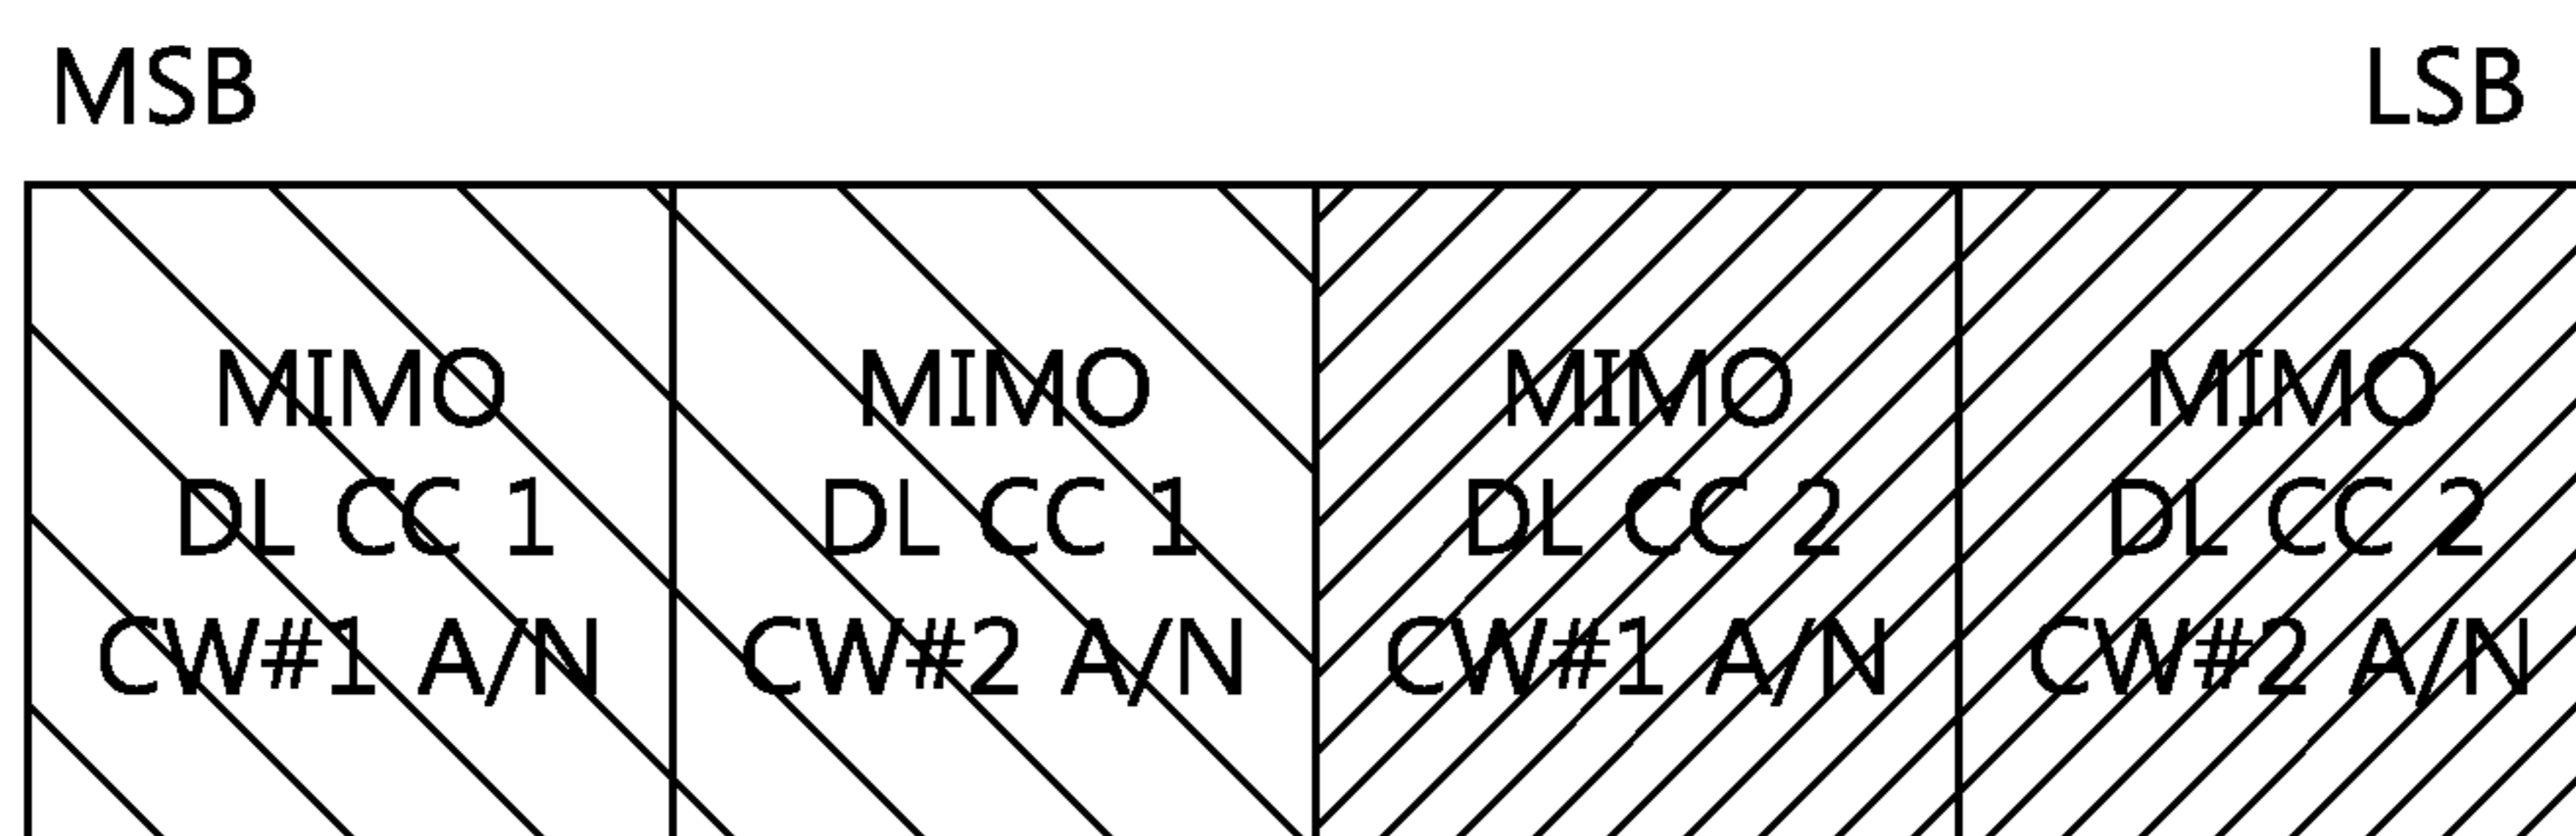 MSB LSB
MIMO MIMO MIMO MIMO
DL CC 1 DL CC 1 DL CC 2 DL CC 2
CW#1 A/N CW#2 A/N CW#1 A/N CW#2 A/N